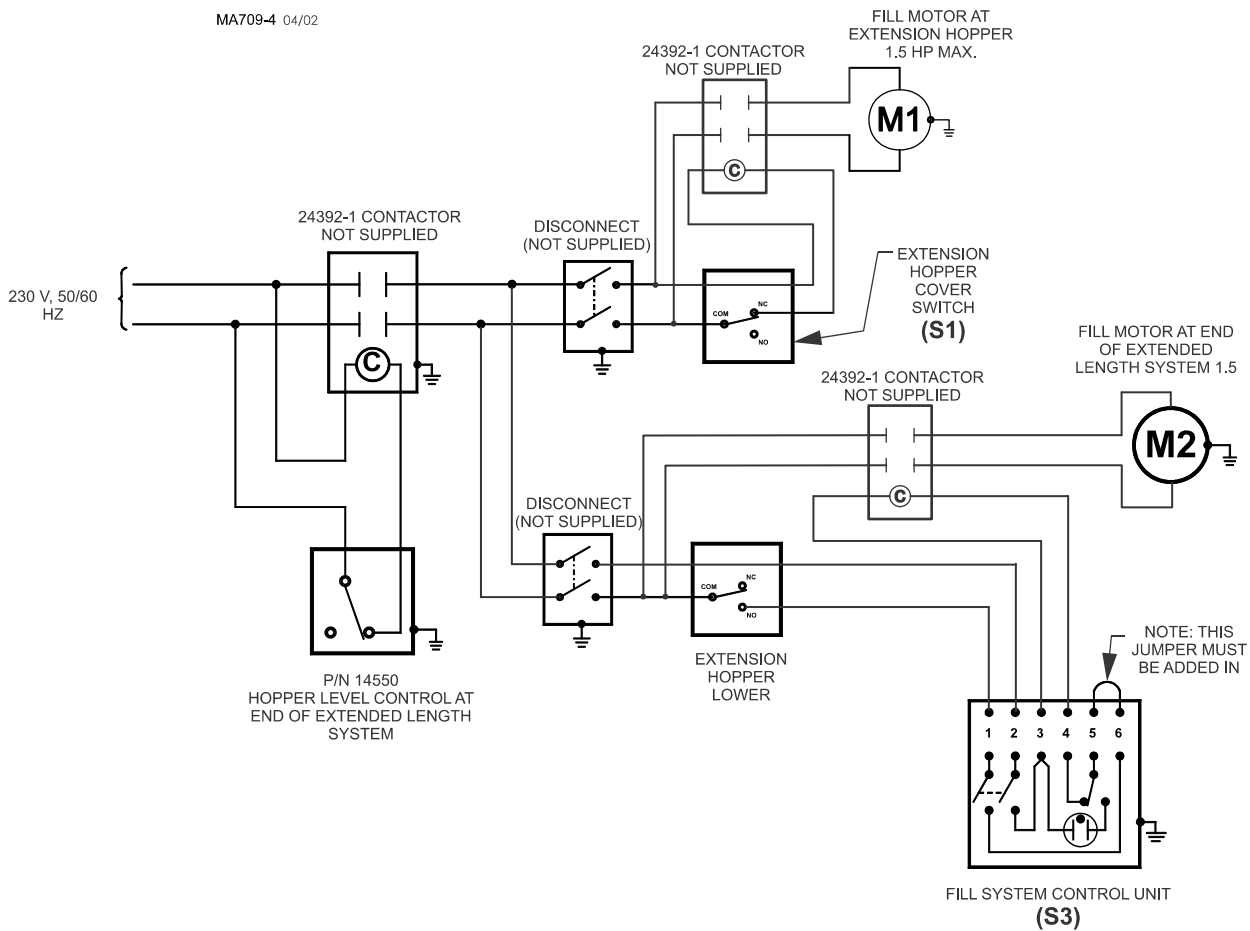 MA709-4 04/02
FILL MOTOR AT
EXTENSION HOPPER
1.5 HP MAX.
24392-1 CONTACTOR
NOT SUPPLIED
M1
C
24392-1 CONTACTOR
NOT SUPPLIED
DISCONNECT
(NOT SUPPLIED)
230 V, 50/60
HZ
C
COM
NC
NO
EXTENSION
HOPPER
COVER
SWITCH
(S1)
FILL MOTOR AT END
OF EXTENDED
LENGTH SYSTEM 1.5
24392-1 CONTACTOR
NOT SUPPLIED
M2
C
DISCONNECT
(NOT SUPPLIED)
COM
NC
NO
EXTENSION
HOPPER
LOWER
P/N 14550
HOPPER LEVEL CONTROL AT
END OF EXTENDED LENGTH
SYSTEM
NOTE: THIS
JUMPER MUST
BE ADDED IN
1 2 3 4 5 6
FILL SYSTEM CONTROL UNIT
(S3)